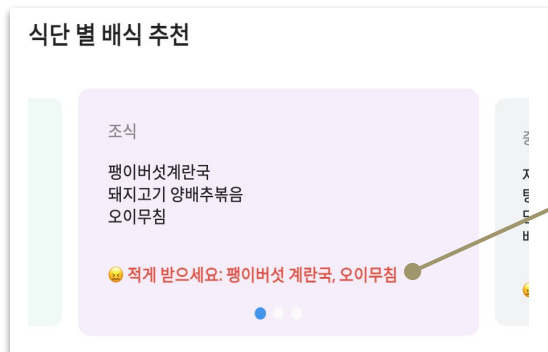 식단 별 배식 추천
조식
팽이버섯계란국
돼지고기 양배추볶음
오이무침
😠 적게 받으세요: 팽이버섯 계란국, 오이무침